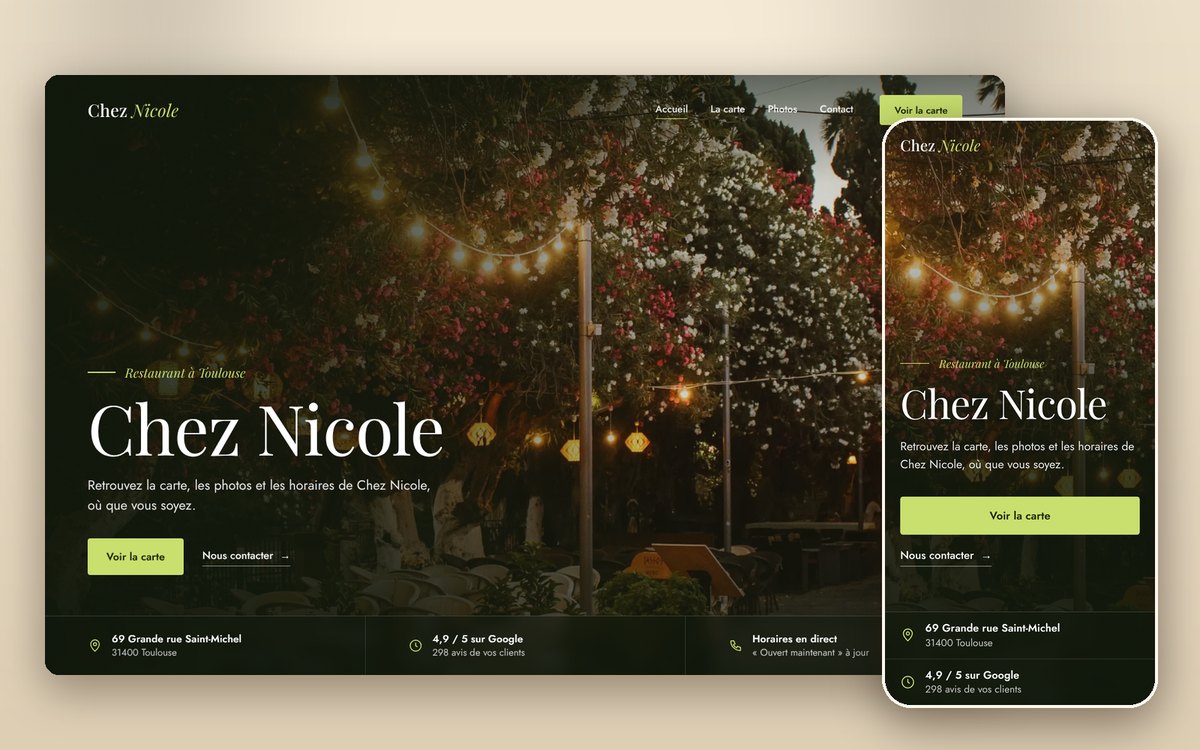 Chez Nicole
Accueil La carte Photos Contact Voir la carte
Restaurant à Toulouse
Chez Nicole
Retrouvez la carte, les photos et les horaires de Chez Nicole,
où que vous soyez.
Voir la carte Nous contacter →
69 Grande rue Saint-Michel
31400 Toulouse
4,9 / 5 sur Google
298 avis de vos clients
Horaires en direct
« Ouvert maintenant » à jour
Chez Nicole
Restaurant à Toulouse
Chez Nicole
Retrouvez la carte, les photos et les horaires de
Chez Nicole, où que vous soyez.
Voir la carte
Nous contacter →
69 Grande rue Saint-Michel
31400 Toulouse
4,9 / 5 sur Google
298 avis de vos clients